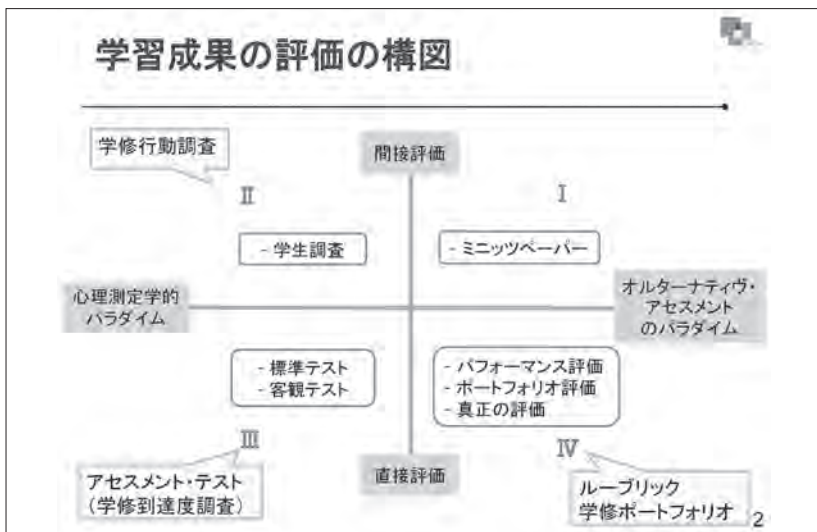 学習成果の評価の構図
学修行動調査
間接評価
Ⅱ
Ⅰ
- 学生調査
- ミニッツペーパー
心理測定学的
パラダイム
オルターナティヴ・
アセスメント
のパラダイム
- 標準テスト
- 客観テスト
- パフォーマンス評価
- ポートフォリオ評価
- 真正の評価
Ⅲ
Ⅳ
直接評価
アセスメント・テスト
(学修到達度調査)
ルーブリック
学修ポートフォリオ
2